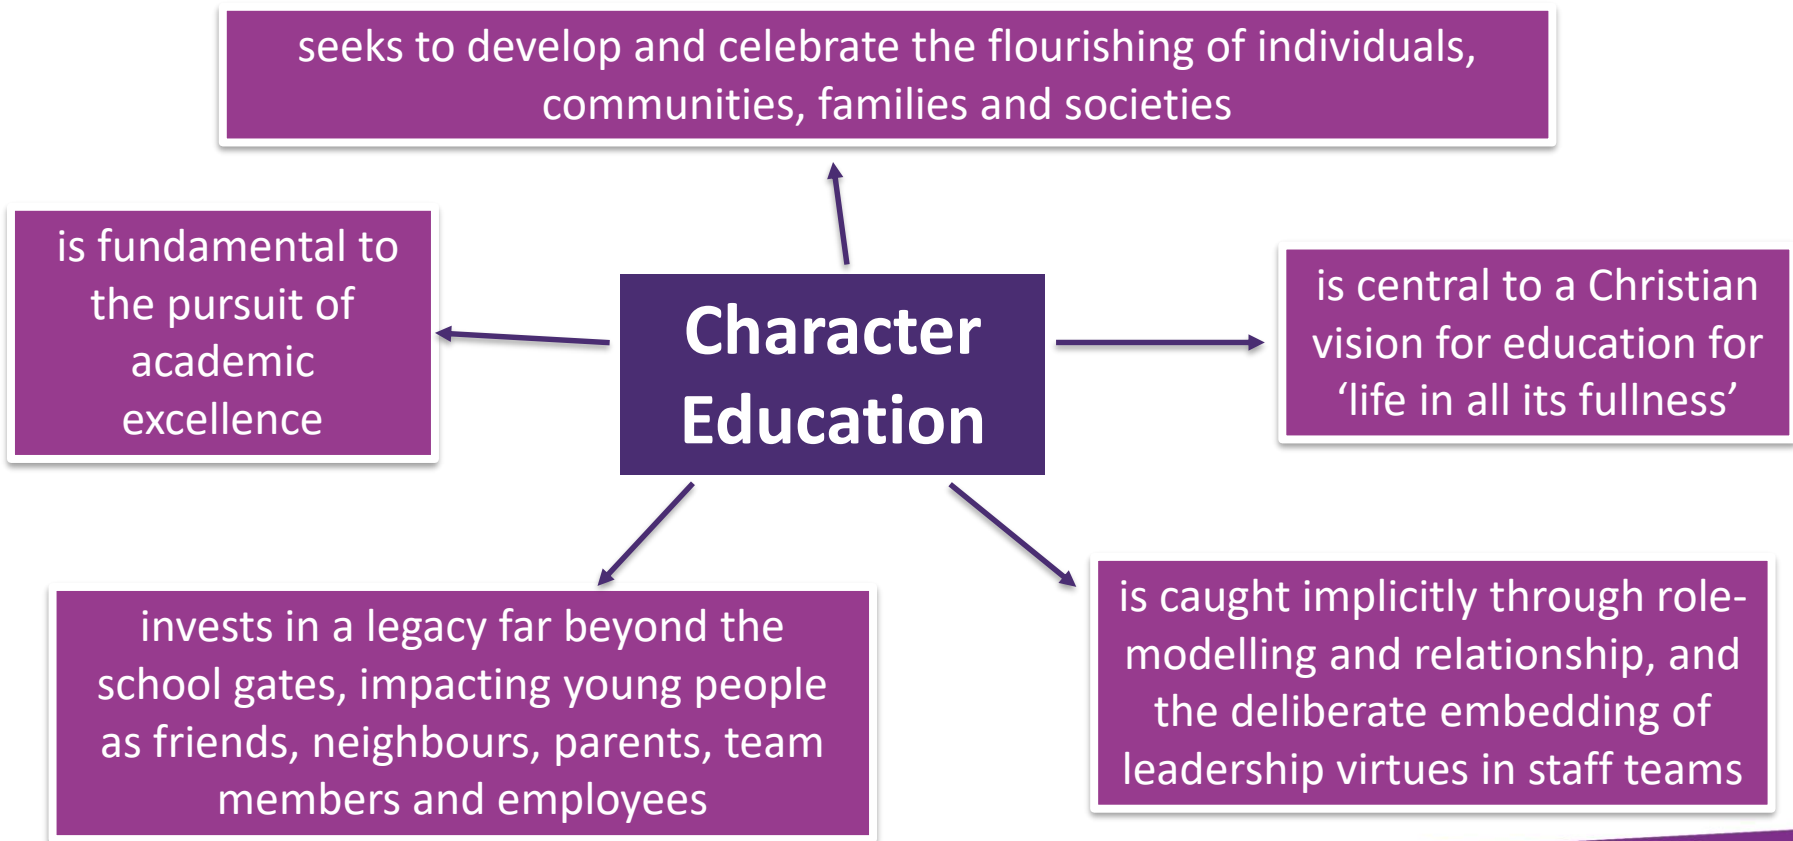 seeks to develop and celebrate the flourishing of individuals,
communities, families and societies
is fundamental to
the pursuit of
academic
excellence
Character
Education
is central to a Christian
vision for education for
‘life in all its fullness’
invests in a legacy far beyond the
school gates, impacting young people
as friends, neighbours, parents, team
members and employees
is caught implicitly through role-
modelling and relationship, and
the deliberate embedding of
leadership virtues in staff teams